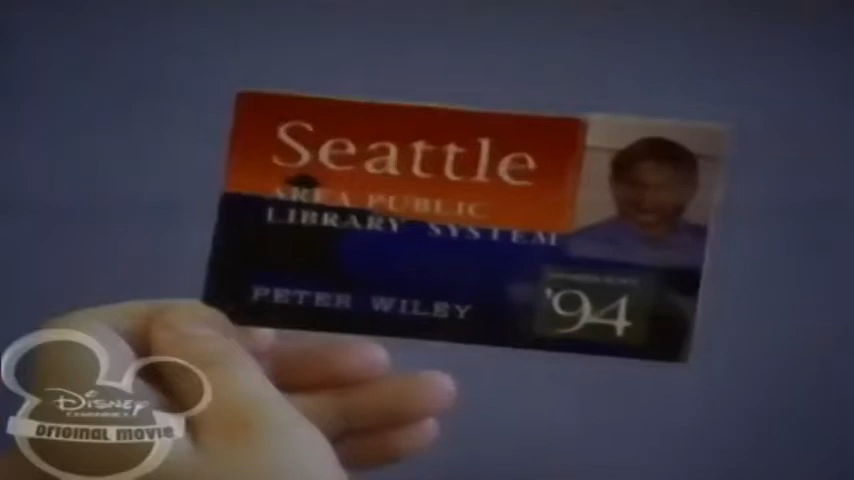 Seattle
AREA PUBLIC
LIBRARY SYSTEM
PETER WILEY
'94
Disney
CHANNEL
ORIGINAL MOVIE